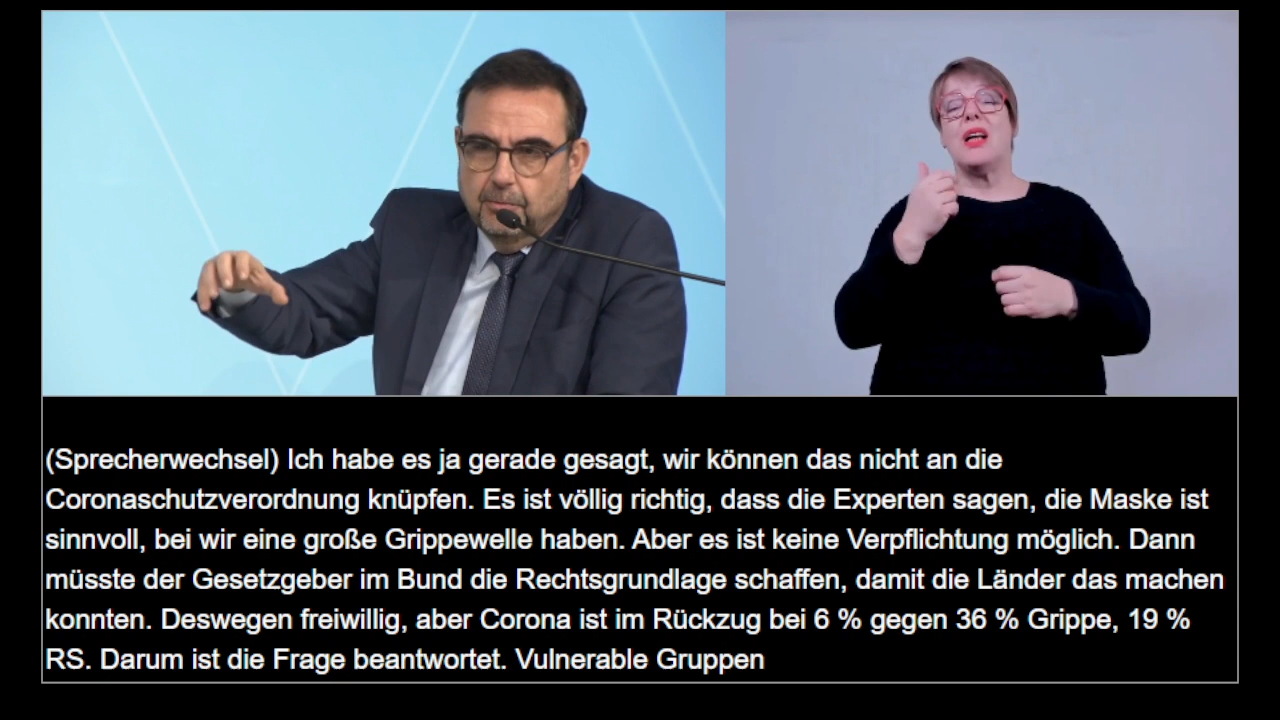 (Sprecherwechsel) Ich habe es ja gerade gesagt, wir können das nicht an die
Coronaschutzverordnung knüpfen. Es ist völlig richtig, dass die Experten sagen, die Maske ist
sinnvoll, bei wir eine große Grippewelle haben. Aber es ist keine Verpflichtung möglich. Dann
müsste der Gesetzgeber im Bund die Rechtsgrundlage schaffen, damit die Länder das machen
konnten. Deswegen freiwillig, aber Corona ist im Rückzug bei 6 % gegen 36 % Grippe, 19 %
RS. Darum ist die Frage beantwortet. Vulnerable Gruppen